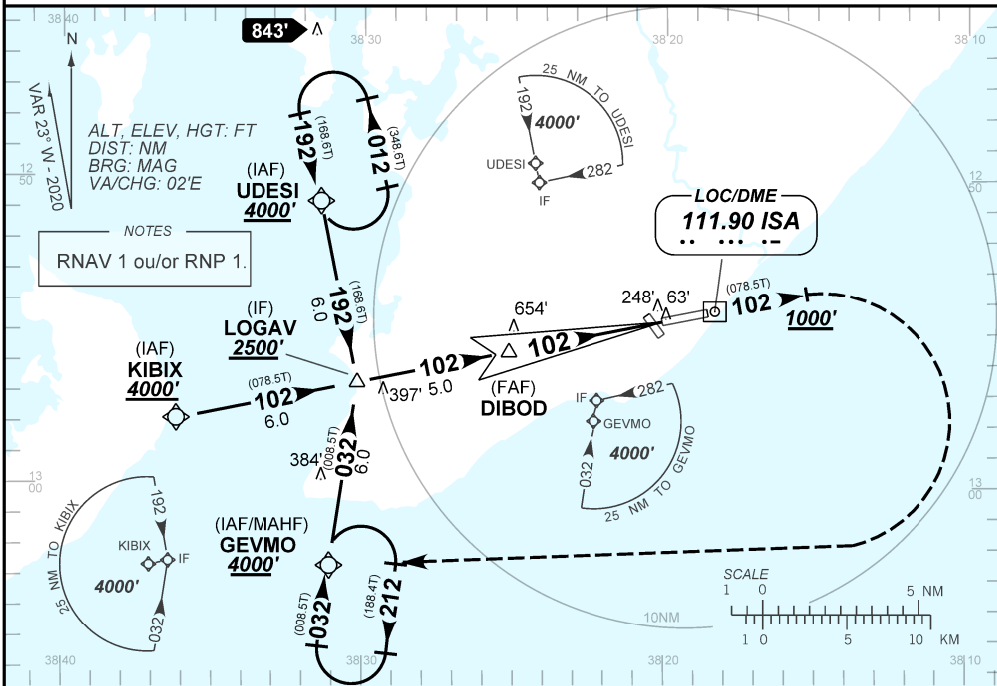 38 40
38 30
38 20
38 10
843'
N
VAR 23° W - 2020
ALT, ELEV, HGT: FT
DIST: NM
BRG: MAG
VA/CHG: 02'E
12
50
12
50
NOTES
RNAV 1 ou/or RNP 1.
192
(168.6T)
012
(348.6T)
(IAF)
UDESI
4000'
25 NM TO UDESI
192
4000'
UDESI
282
IF
LOC/DME
111.90 ISA
.. ... .-
192
(168.6T)
6.0
(IF)
LOGAV
2500'
(IAF)
KIBIX
4000'
(078.5T)
102
6.0
102
5.0
397'
654'
102
(FAF)
DIBOD
248'
63'
(078.5T)
102
1000'
IF
282
GEVMO
4000'
032
25 NM TO GEVMO
384'
(008.5T)
032
6.0
13
00
13
00
25 NM TO KIBIX
192
KIBIX
IF
4000'
032
(IAF/MAHF)
GEVMO
4000'
(008.5T)
032
(188.4T)
212
10NM
SCALE
1 0 5 NM
1 0 5 10 KM
38 40
38 30
38 20
38 10